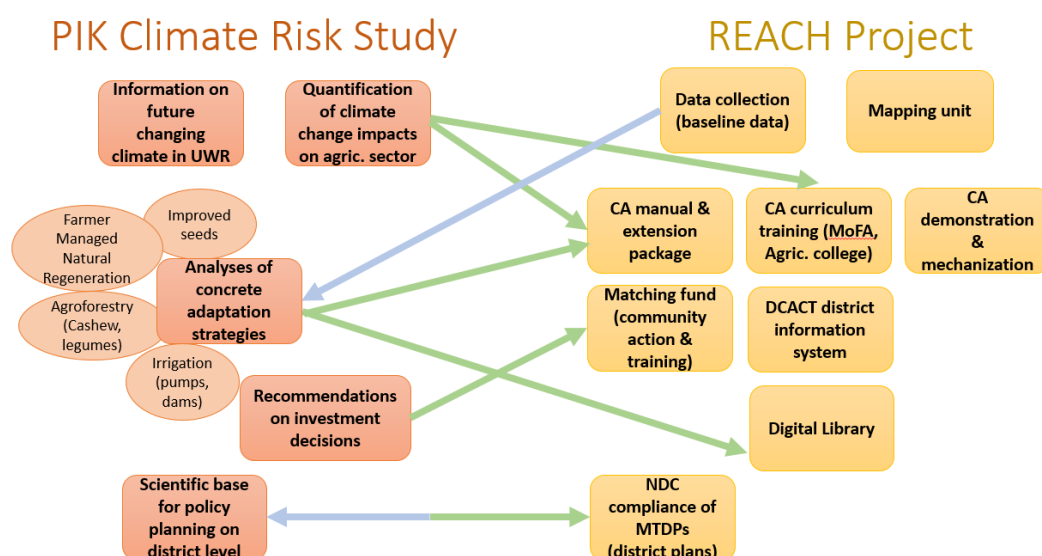 PIK Climate Risk Study
REACH Project
Information on
future
changing
climate in UWR
Quantification
of climate
change impacts
on agric. sector
Data collection
(baseline data)
Mapping unit
Farmer
Managed
Natural
Regeneration
Improved
seeds
Analyses of
concrete
adaptation
strategies
Agroforestry
(Cashew,
legumes)
Irrigation
(pumps,
dams)
CA manual &
extension
package
CA curriculum
training (MoFA,
Agric. college)
CA
demonstration
&
mechanization
Matching fund
(community
action &
training)
DCACT district
information
system
Recommendations
on investment
decisions
Digital Library
Scientific base
for policy
planning on
district level
NDC
compliance of
MTDPs
(district plans)